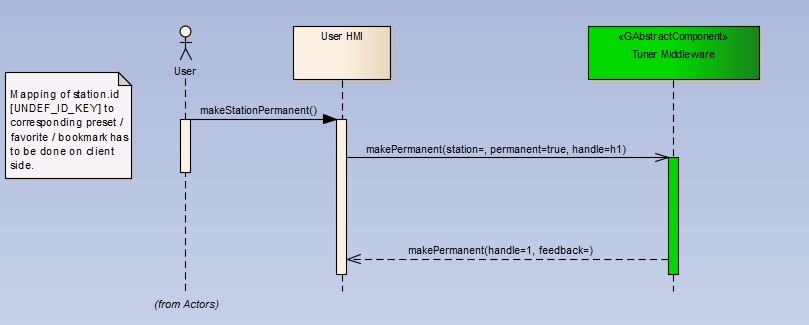 User
User HMI
«GAbstractComponent»
Tuner Middleware
Mapping of station.id
[UNDEF_ID_KEY] to
corresponding preset /
favorite / bookmark has
to be done on client
side.
makeStationPermanent()
makePermanent(station=, permanent=true, handle=h1)
makePermanent(handle=1, feedback=)
(from Actors)